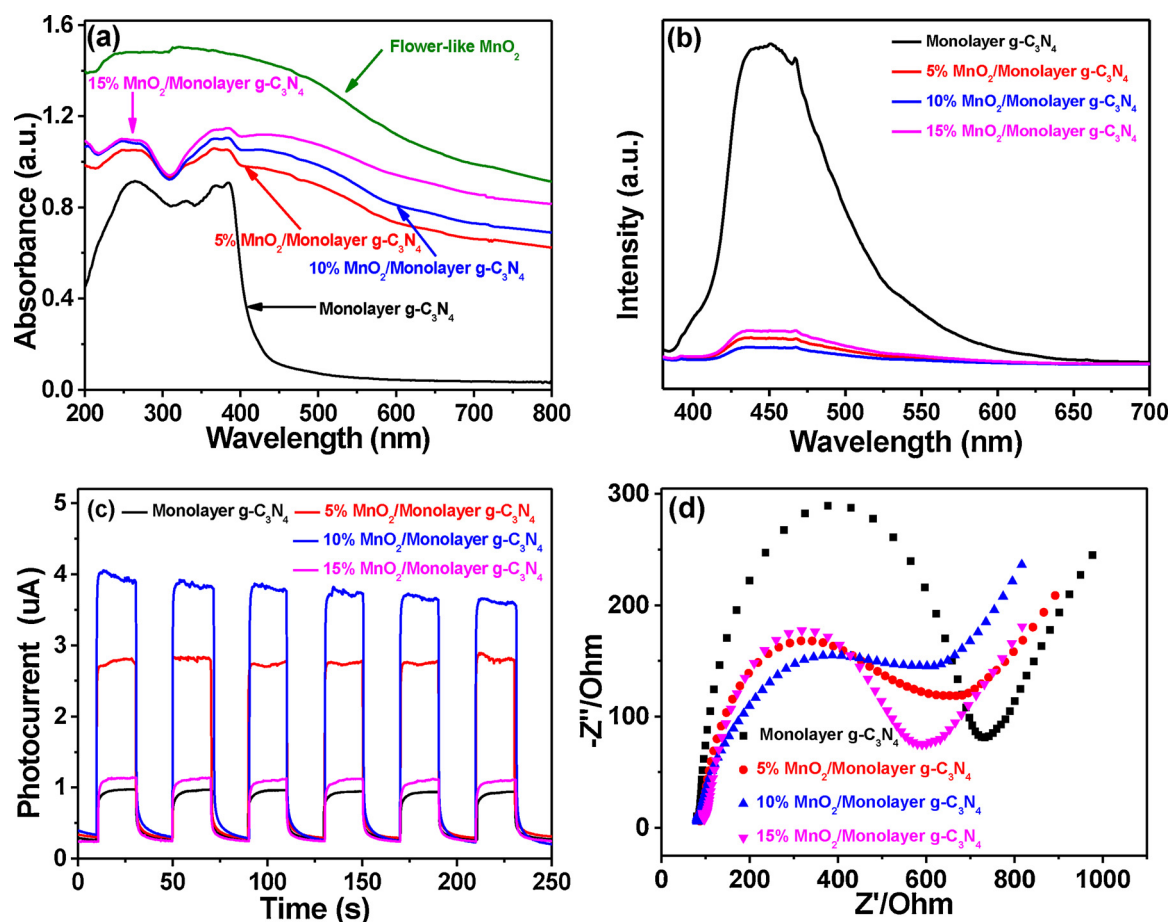 (a)
Flower-like MnO₂
15% MnO₂/Monolayer g-C₃N₄
5% MnO₂/Monolayer g-C₃N₄
10% MnO₂/Monolayer g-C₃N₄
Monolayer g-C₃N₄
Absorbance (a.u.)
1.6
1.2
0.8
0.4
0.0
200 300 400 500 600 700 800
Wavelength (nm)
(b)
Monolayer g-C₃N₄
5% MnO₂/Monolayer g-C₃N₄
10% MnO₂/Monolayer g-C₃N₄
15% MnO₂/Monolayer g-C₃N₄
Intensity (a.u.)
400 450 500 550 600 650 700
Wavelength (nm)
(c)
Monolayer g-C₃N₄
5% MnO₂/Monolayer g-C₃N₄
10% MnO₂/Monolayer g-C₃N₄
15% MnO₂/Monolayer g-C₃N₄
Photocurrent (uA)
5
4
3
2
1
0
0 50 100 150 200 250
Time (s)
(d)
Monolayer g-C₃N₄
5% MnO₂/Monolayer g-C₃N₄
10% MnO₂/Monolayer g-C₃N₄
15% MnO₂/Monolayer g-C₃N₄
-Z''/Ohm
300
200
100
0
0 200 400 600 800 1000
Z'/Ohm